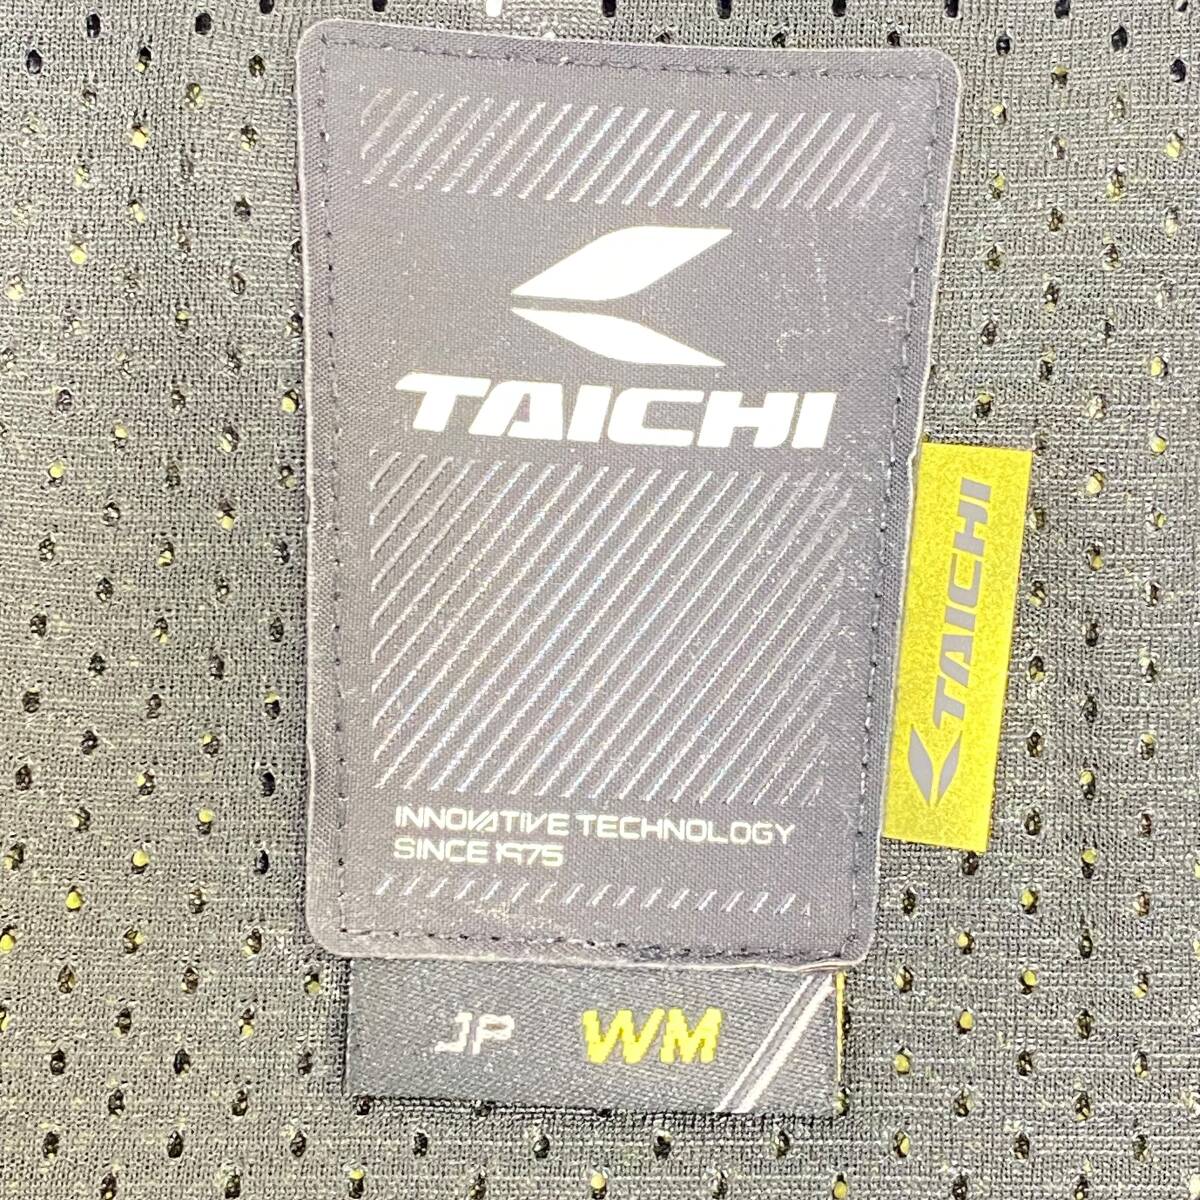 TAICHI
INNOVATIVE TECHNOLOGY
SINCE 1975
TAICHI
JP WM